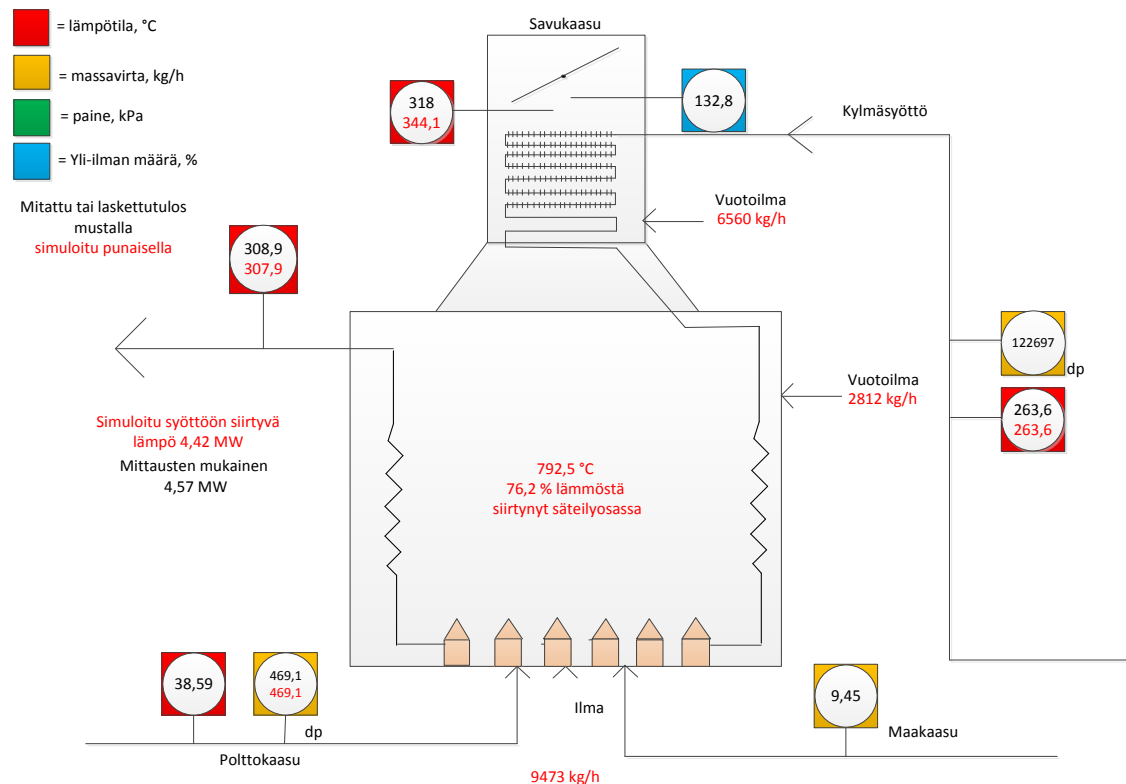 = lämpötila, °C
= massavirta, kg/h
= paine, kPa
= Yli-ilman määrä, %
Mitattu tai laskettutulos
mustalla
simuloitu punaisella
Savukaasu
318
344,1
132,8
Kylmäsyöttö
Vuotoilma
6560 kg/h
308,9
307,9
122697
dp
Vuotoilma
2812 kg/h
263,6
263,6
Simuloitu syöttöön siirtyvä
lämpö 4,42 MW
Mittausten mukainen
4,57 MW
792,5 °C
76,2 % lämmöstä
siirtynyt säteilyosassa
38,59
469,1
469,1
dp
Polttokaasu
Ilma
9473 kg/h
9,45
Maakaasu